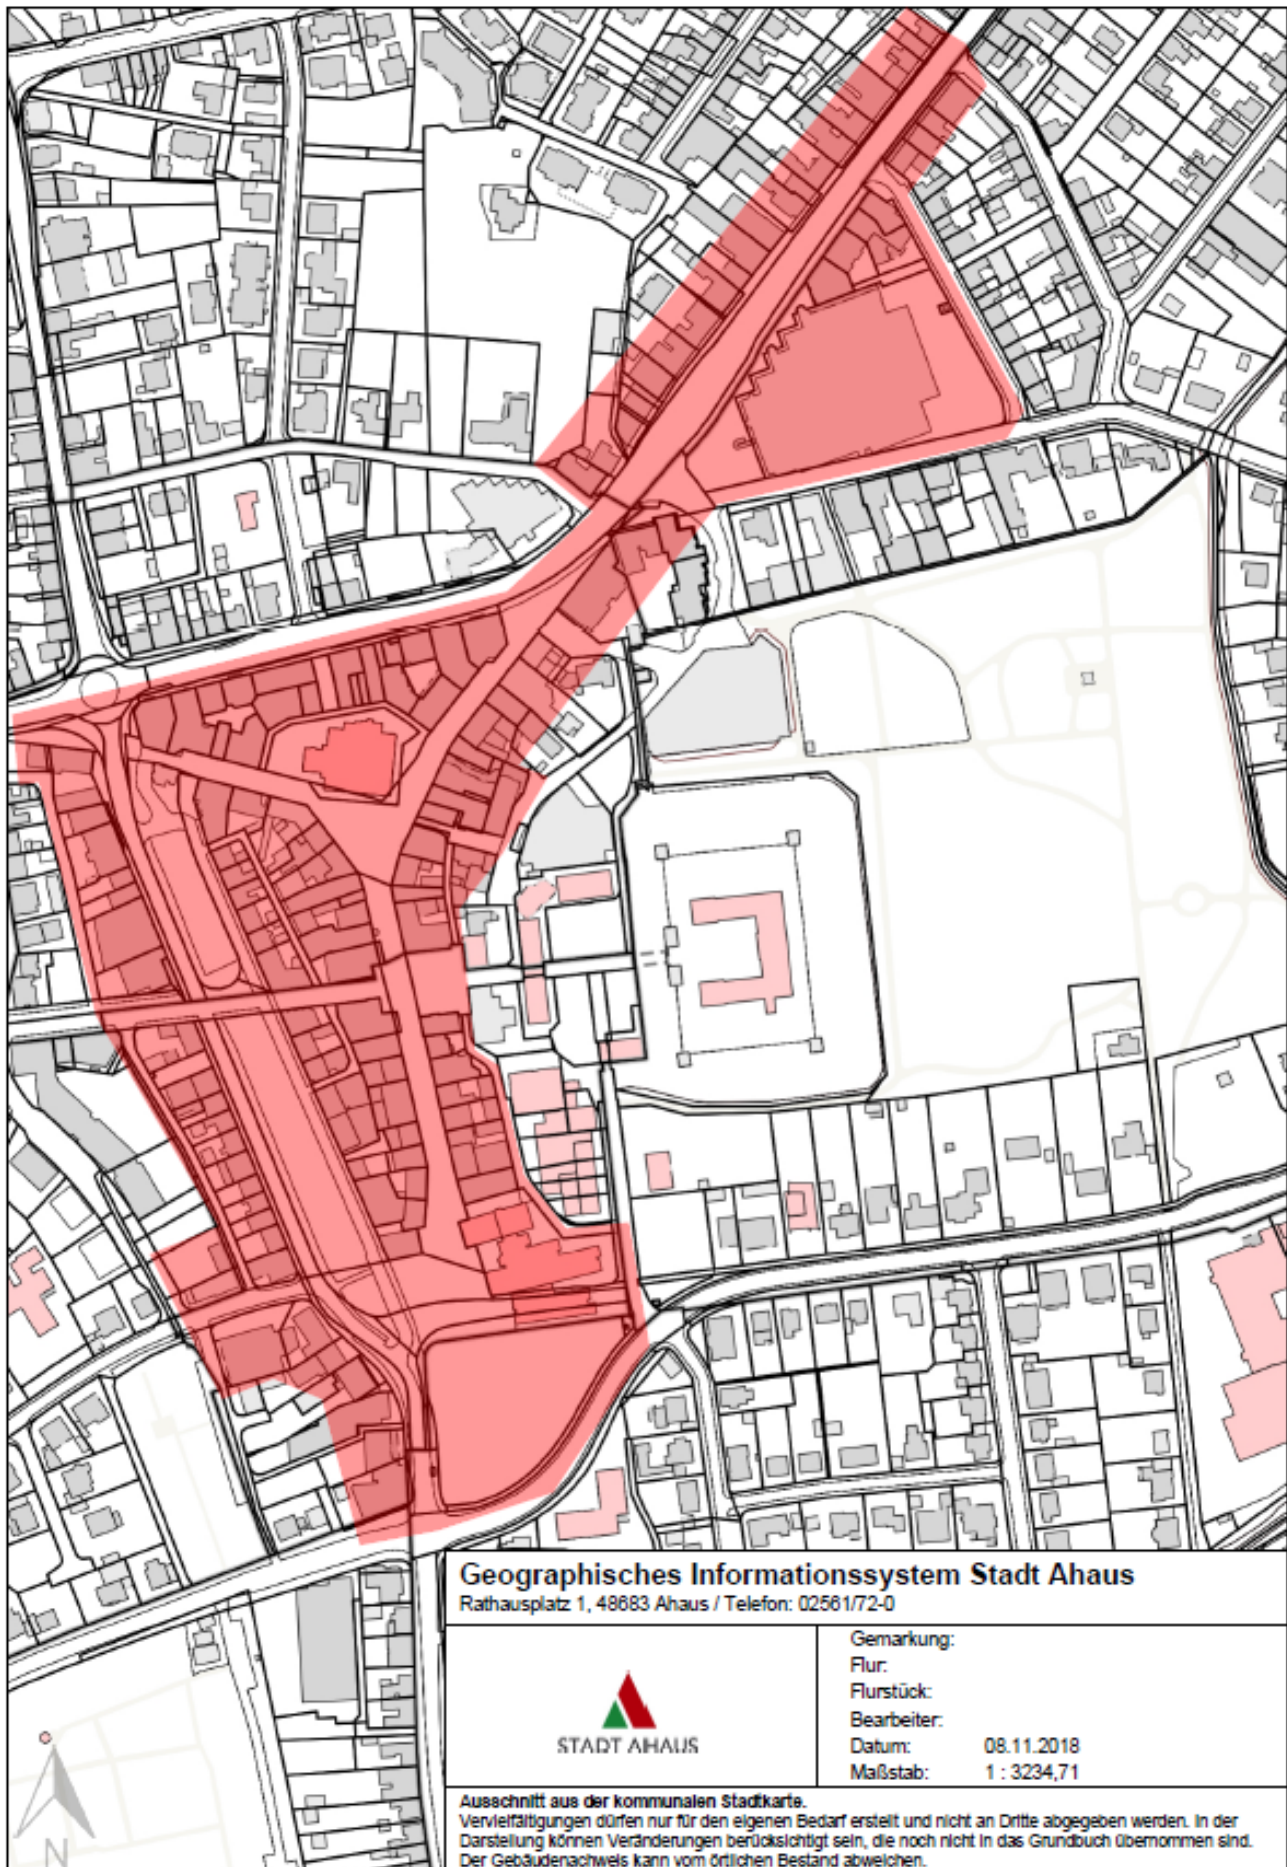 Geographisches Informationssystem Stadt Ahaus
Rathausplatz 1, 48683 Ahaus / Telefon: 02561/72-0
STADT AHAUS
Gemarkung:
Flur:
Flurstück:
Bearbeiter:
Datum: 08.11.2018
Maßstab: 1 : 3234,71
Ausschnitt aus der kommunalen Stadtkarte.
Vervielfältigungen dürfen nur für den eigenen Bedarf erstellt und nicht an Dritte abgegeben werden. In der
Darstellung können Veränderungen berücksichtigt sein, die noch nicht in das Grundbuch übernommen sind.
Der Gebäudenachweis kann vom örtlichen Bestand abweichen.
N